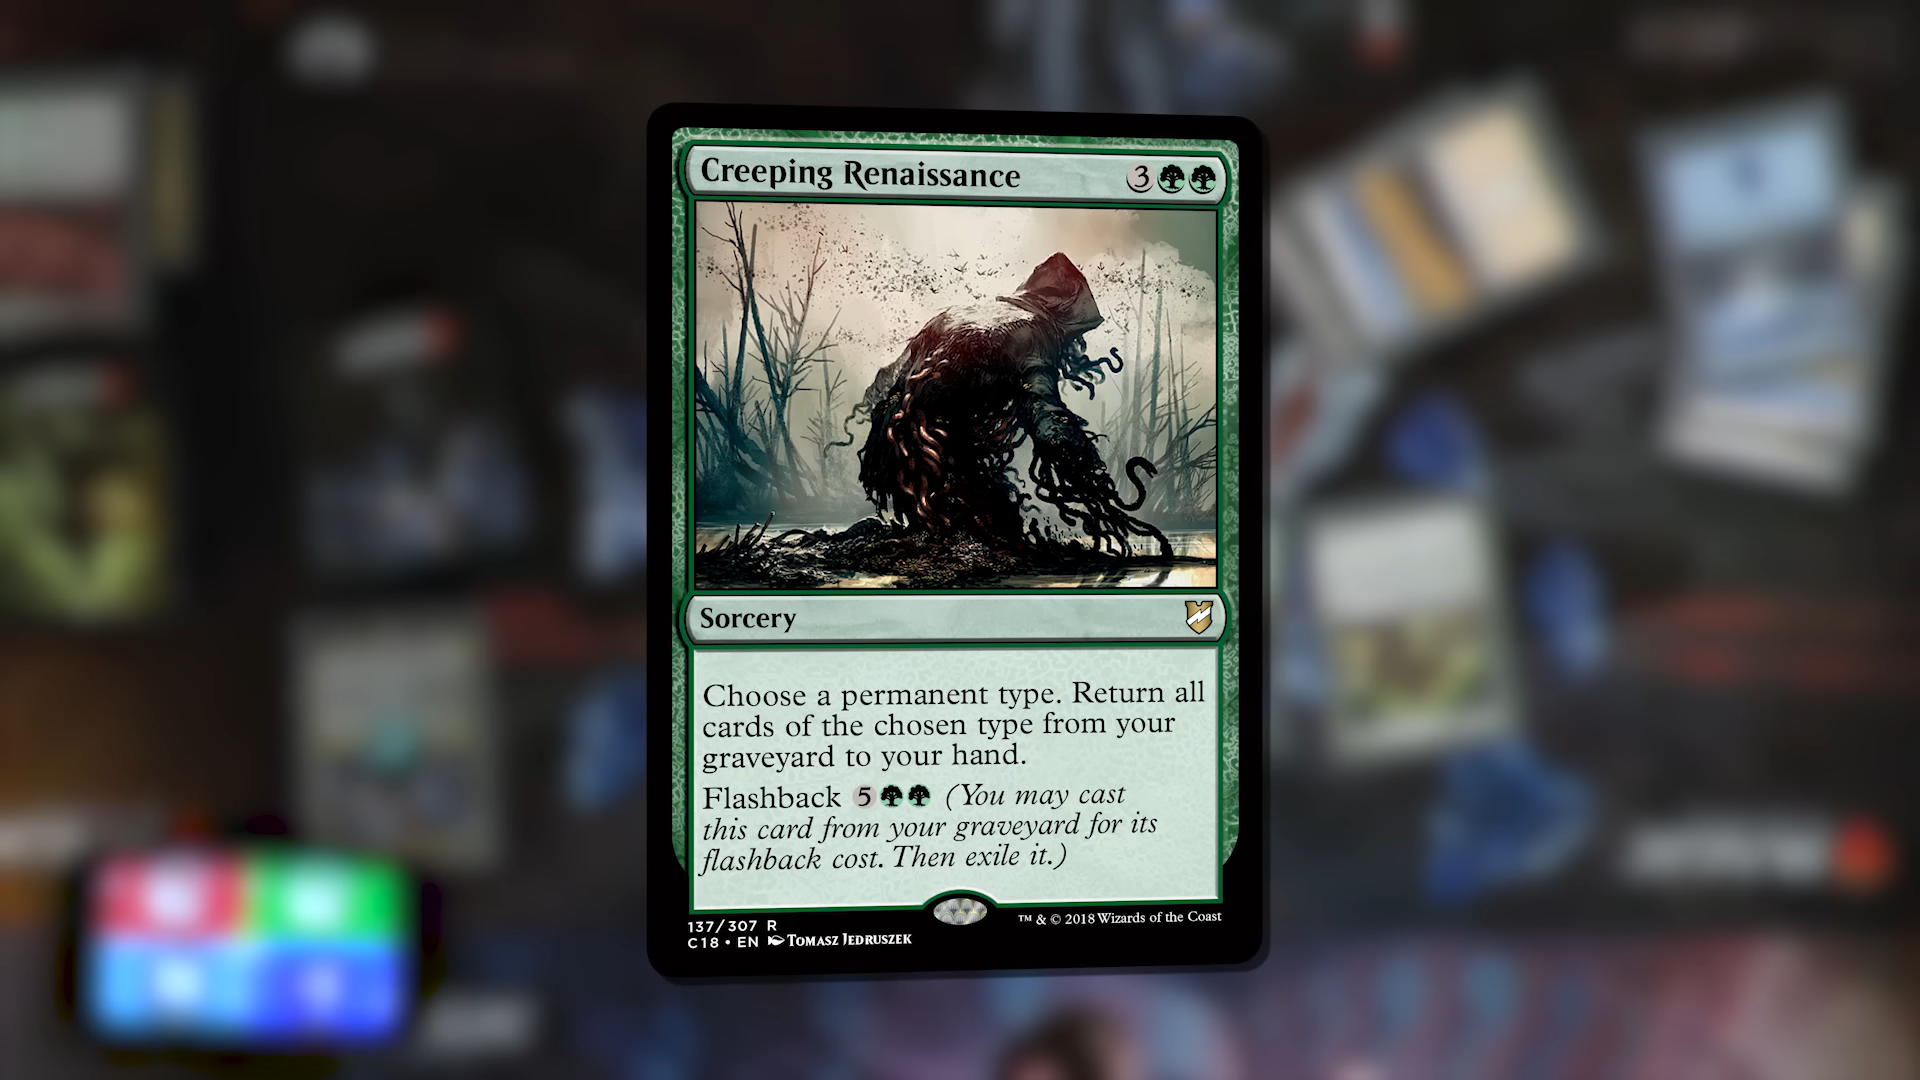 Creeping Renaissance 3
Sorcery
Choose a permanent type. Return all
cards of the chosen type from your
graveyard to your hand.
Flashback 5 (You may cast
this card from your graveyard for its
flashback cost. Then exile it.)
137/307 R
C18 • EN Tomasz Jedruszek
™ & © 2018 Wizards of the Coast